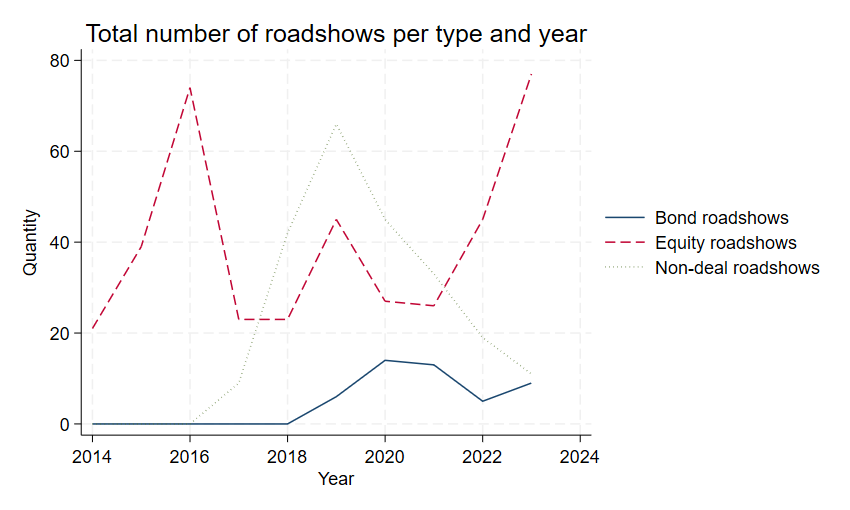 Total number of roadshows per type and year
80
60
40
20
0
Quantity
2014 2016 2018 2020 2022 2024
Year
Bond roadshows
Equity roadshows
Non-deal roadshows